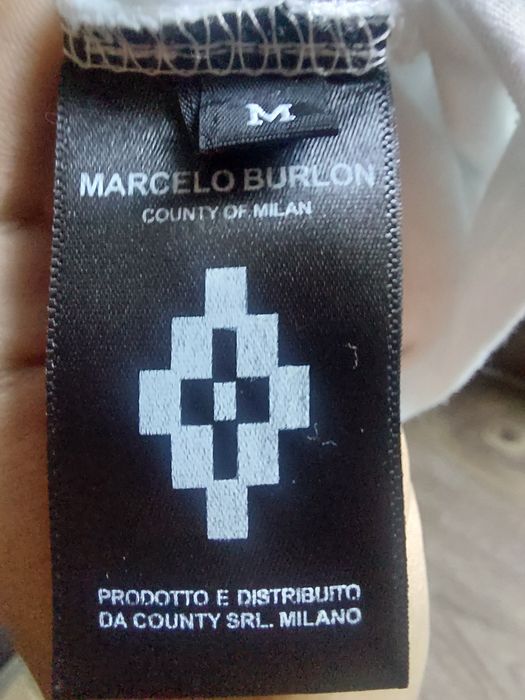 M
MARCELO BURLON
COUNTY OF MILAN
PRODOTTO E DISTRIBUITO
DA COUNTY SRL. MILANO